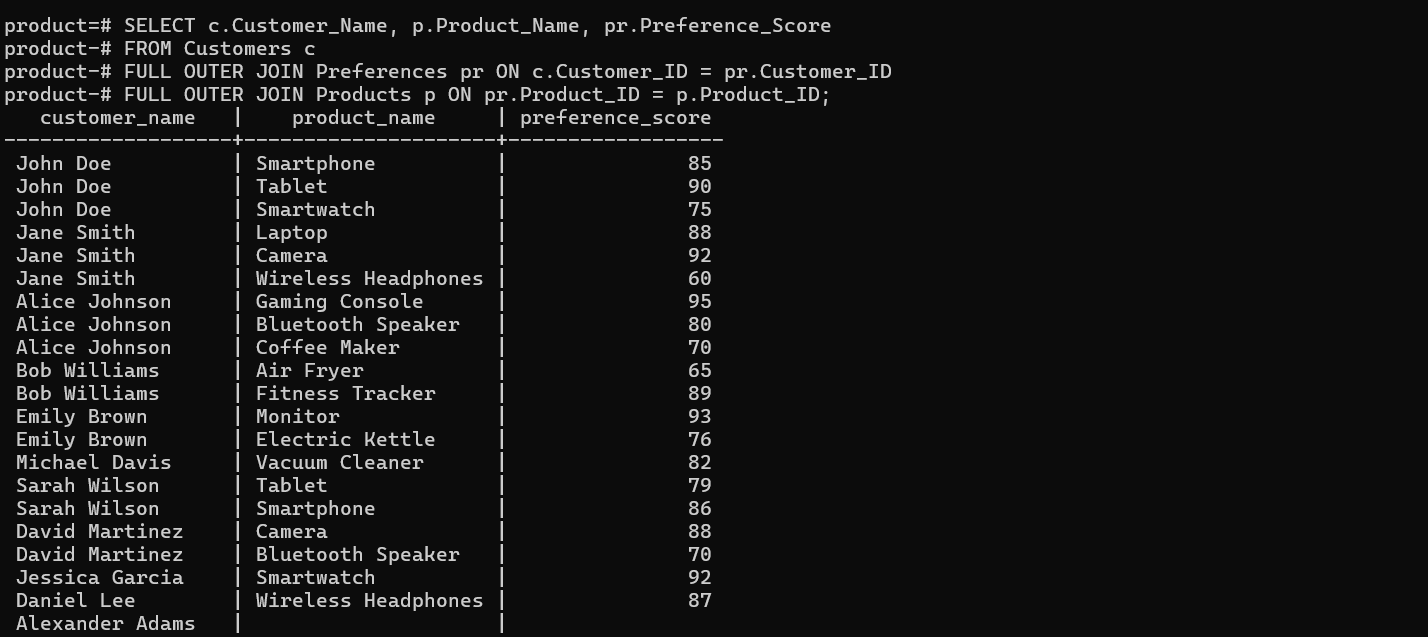 product=# SELECT c.Customer_Name, p.Product_Name, pr.Preference_Score
product-# FROM Customers c
product-# FULL OUTER JOIN Preferences pr ON c.Customer_ID = pr.Customer_ID
product-# FULL OUTER JOIN Products p ON pr.Product_ID = p.Product_ID;
   customer_name   |    product_name     | preference_score
-------------------+---------------------+------------------
 John Doe          | Smartphone          |               85
 John Doe          | Tablet              |               90
 John Doe          | Smartwatch          |               75
 Jane Smith        | Laptop              |               88
 Jane Smith        | Camera              |               92
 Jane Smith        | Wireless Headphones |               60
 Alice Johnson     | Gaming Console      |               95
 Alice Johnson     | Bluetooth Speaker   |               80
 Alice Johnson     | Coffee Maker        |               70
 Bob Williams      | Air Fryer           |               65
 Bob Williams      | Fitness Tracker     |               89
 Emily Brown       | Monitor             |               93
 Emily Brown       | Electric Kettle     |               76
 Michael Davis     | Vacuum Cleaner      |               82
 Sarah Wilson      | Tablet              |               79
 Sarah Wilson      | Smartphone          |               86
 David Martinez    | Camera              |               88
 David Martinez    | Bluetooth Speaker   |               70
 Jessica Garcia    | Smartwatch          |               92
 Daniel Lee        | Wireless Headphones |               87
 Alexander Adams   |                     |